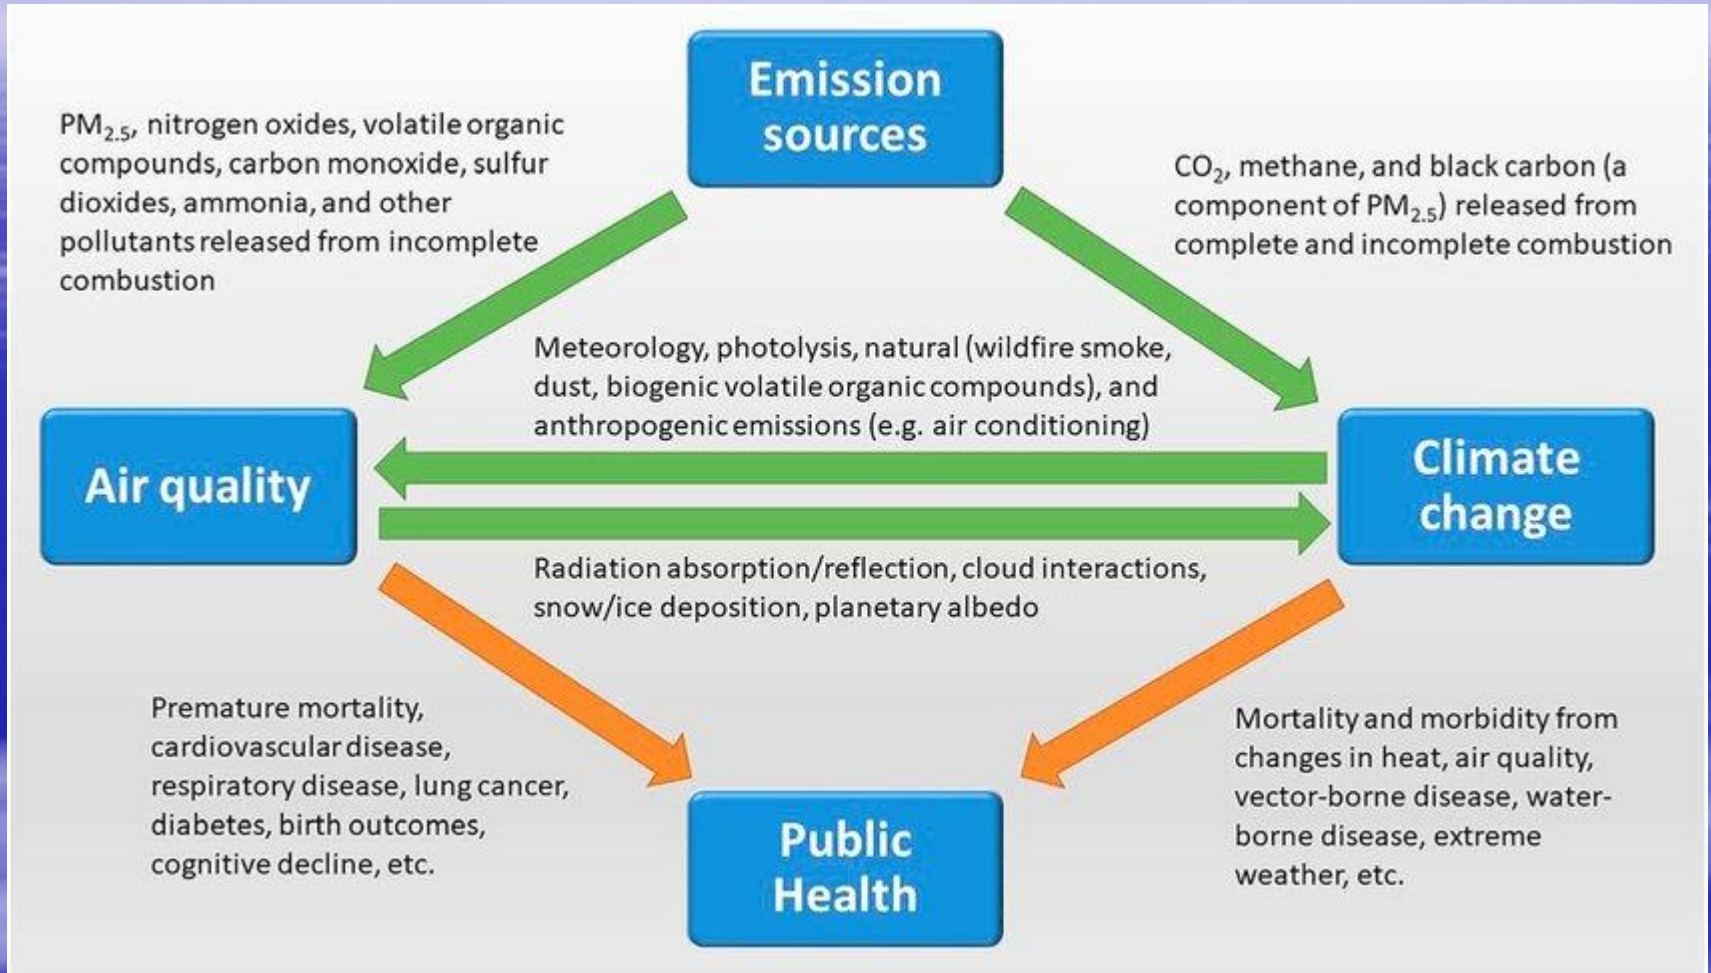 Emission
sources
PM₂.₅, nitrogen oxides, volatile organic
compounds, carbon monoxide, sulfur
dioxides, ammonia, and other
pollutants released from incomplete
combustion
CO₂, methane, and black carbon (a
component of PM₂.₅) released from
complete and incomplete combustion
Meteorology, photolysis, natural (wildfire smoke,
dust, biogenic volatile organic compounds), and
anthropogenic emissions (e.g. air conditioning)
Air quality
Climate
change
Radiation absorption/reflection, cloud interactions,
snow/ice deposition, planetary albedo
Premature mortality,
cardiovascular disease,
respiratory disease, lung cancer,
diabetes, birth outcomes,
cognitive decline, etc.
Mortality and morbidity from
changes in heat, air quality,
vector-borne disease, water-
borne disease, extreme
weather, etc.
Public
Health